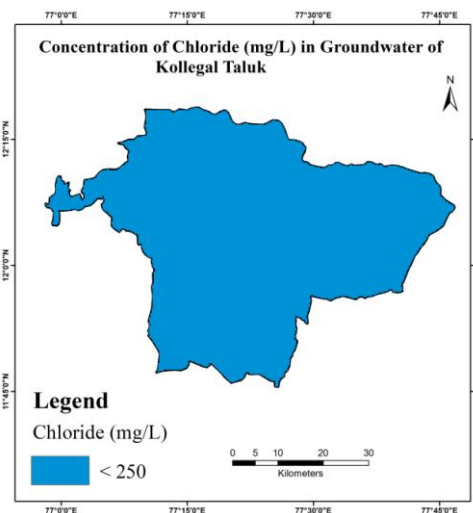 77°0'0"E 77°15'0"E 77°30'0"E 77°45'0"E
Concentration of Chloride (mg/L) in Groundwater of
Kollegal Taluk
N
12°15'0"N
12°0'0"N
11°45'0"N
Legend
Chloride (mg/L)
< 250
0 5 10 20 30
Kilometers
77°0'0"E 77°15'0"E 77°30'0"E 77°45'0"E